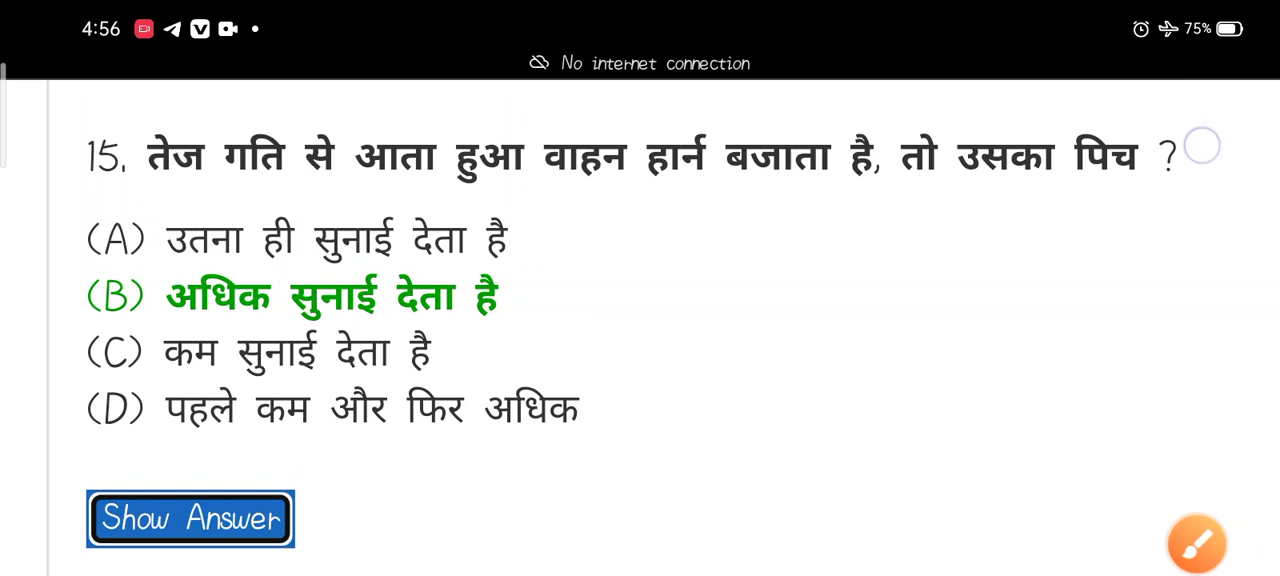 4:56 75%
No internet connection
15. तेज गति से आता हुआ वाहन हार्न बजाता है, तो उसका पिच ?
(A) उतना ही सुनाई देता है
(B) अधिक सुनाई देता है
(C) कम सुनाई देता है
(D) पहले कम और फिर अधिक
Show Answer